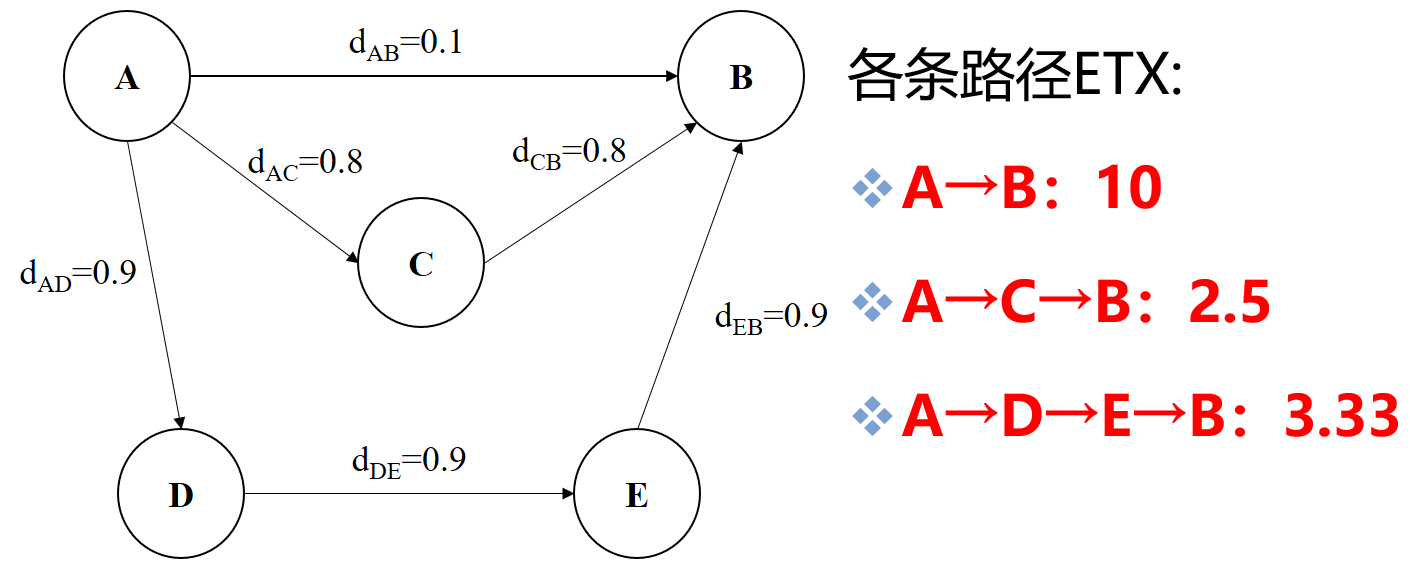 A
d_AB=0.1
B
d_AC=0.8
d_CB=0.8
C
d_AD=0.9
d_EB=0.9
D
d_DE=0.9
E
各条路径ETX:
A→B：10
A→C→B：2.5
A→D→E→B：3.33